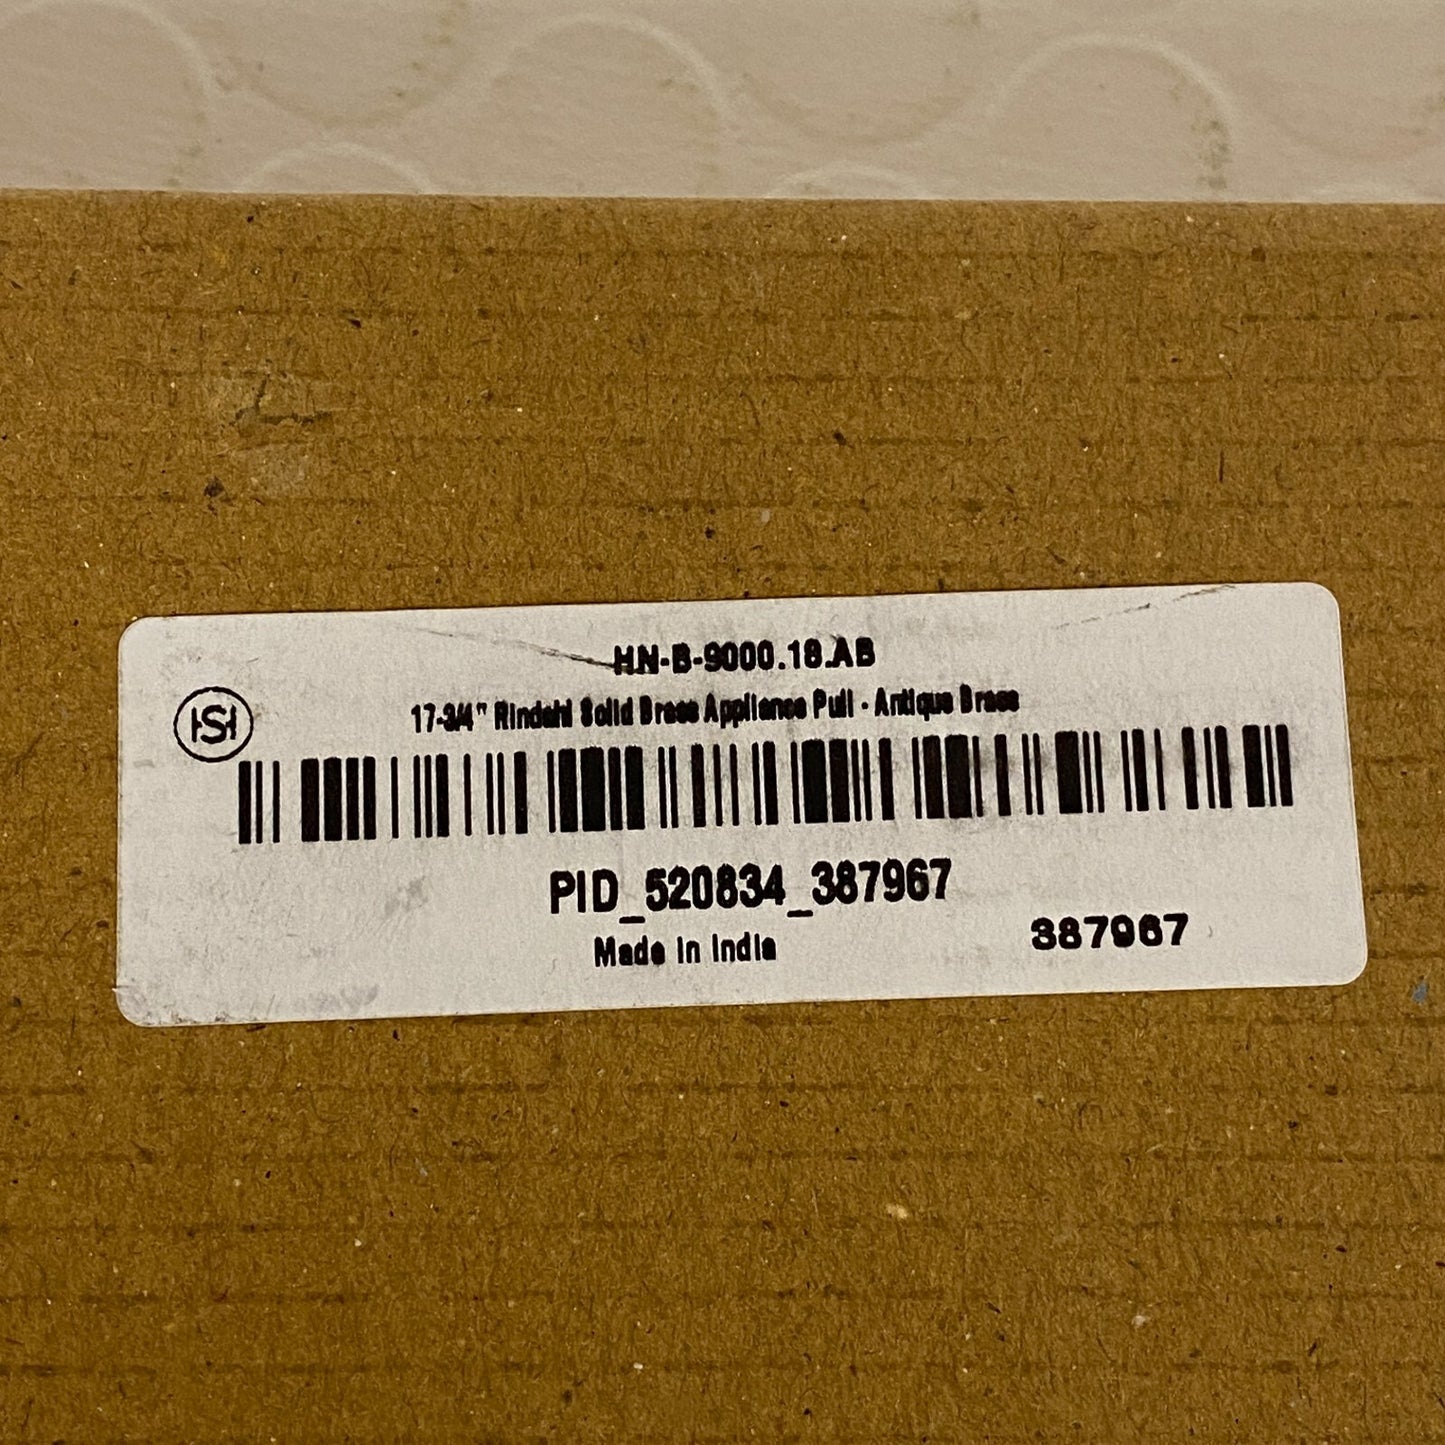 HN-B-9000.18.AB
HSH
17-3/4" Rindahl Solid Brass Appliance Pull - Antique Brass
PID_520834_387967
Made in India
387967